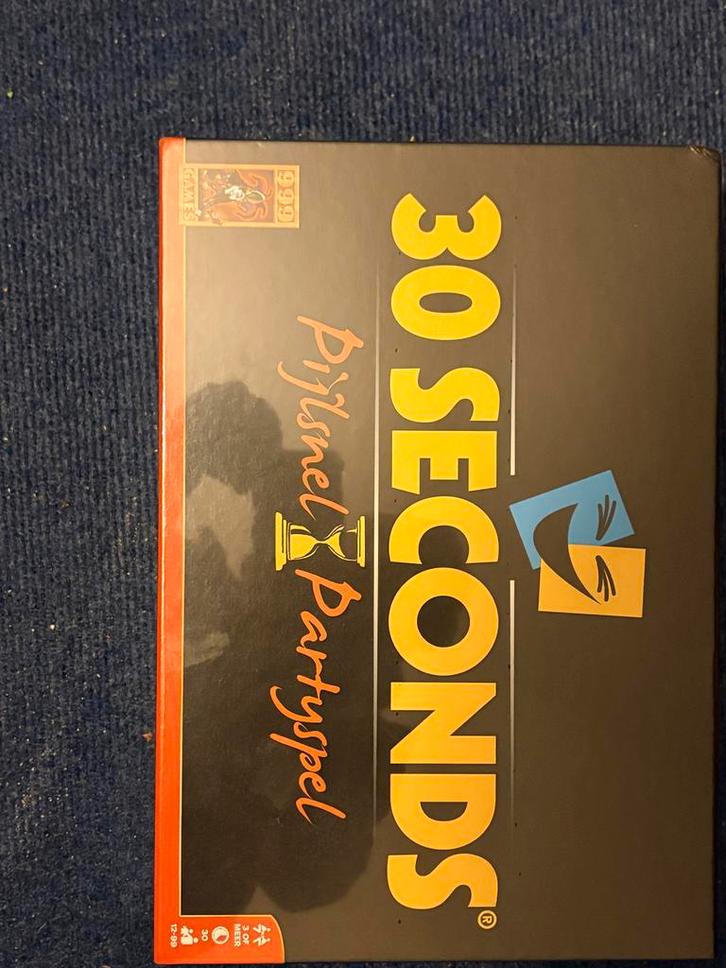 30 SECONDS®
Pijlsnel Partyspel
999
GAMES
3 OF
MEER
30
12-99